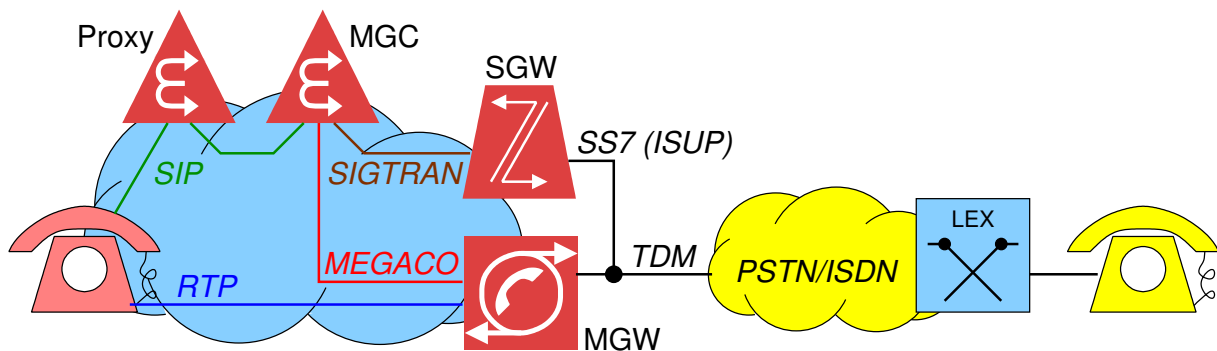 Proxy
MGC
SGW
SIP
SIGTRAN
SS7 (ISUP)
LEX
MEGACO
TDM
PSTN/ISDN
RTP
MGW